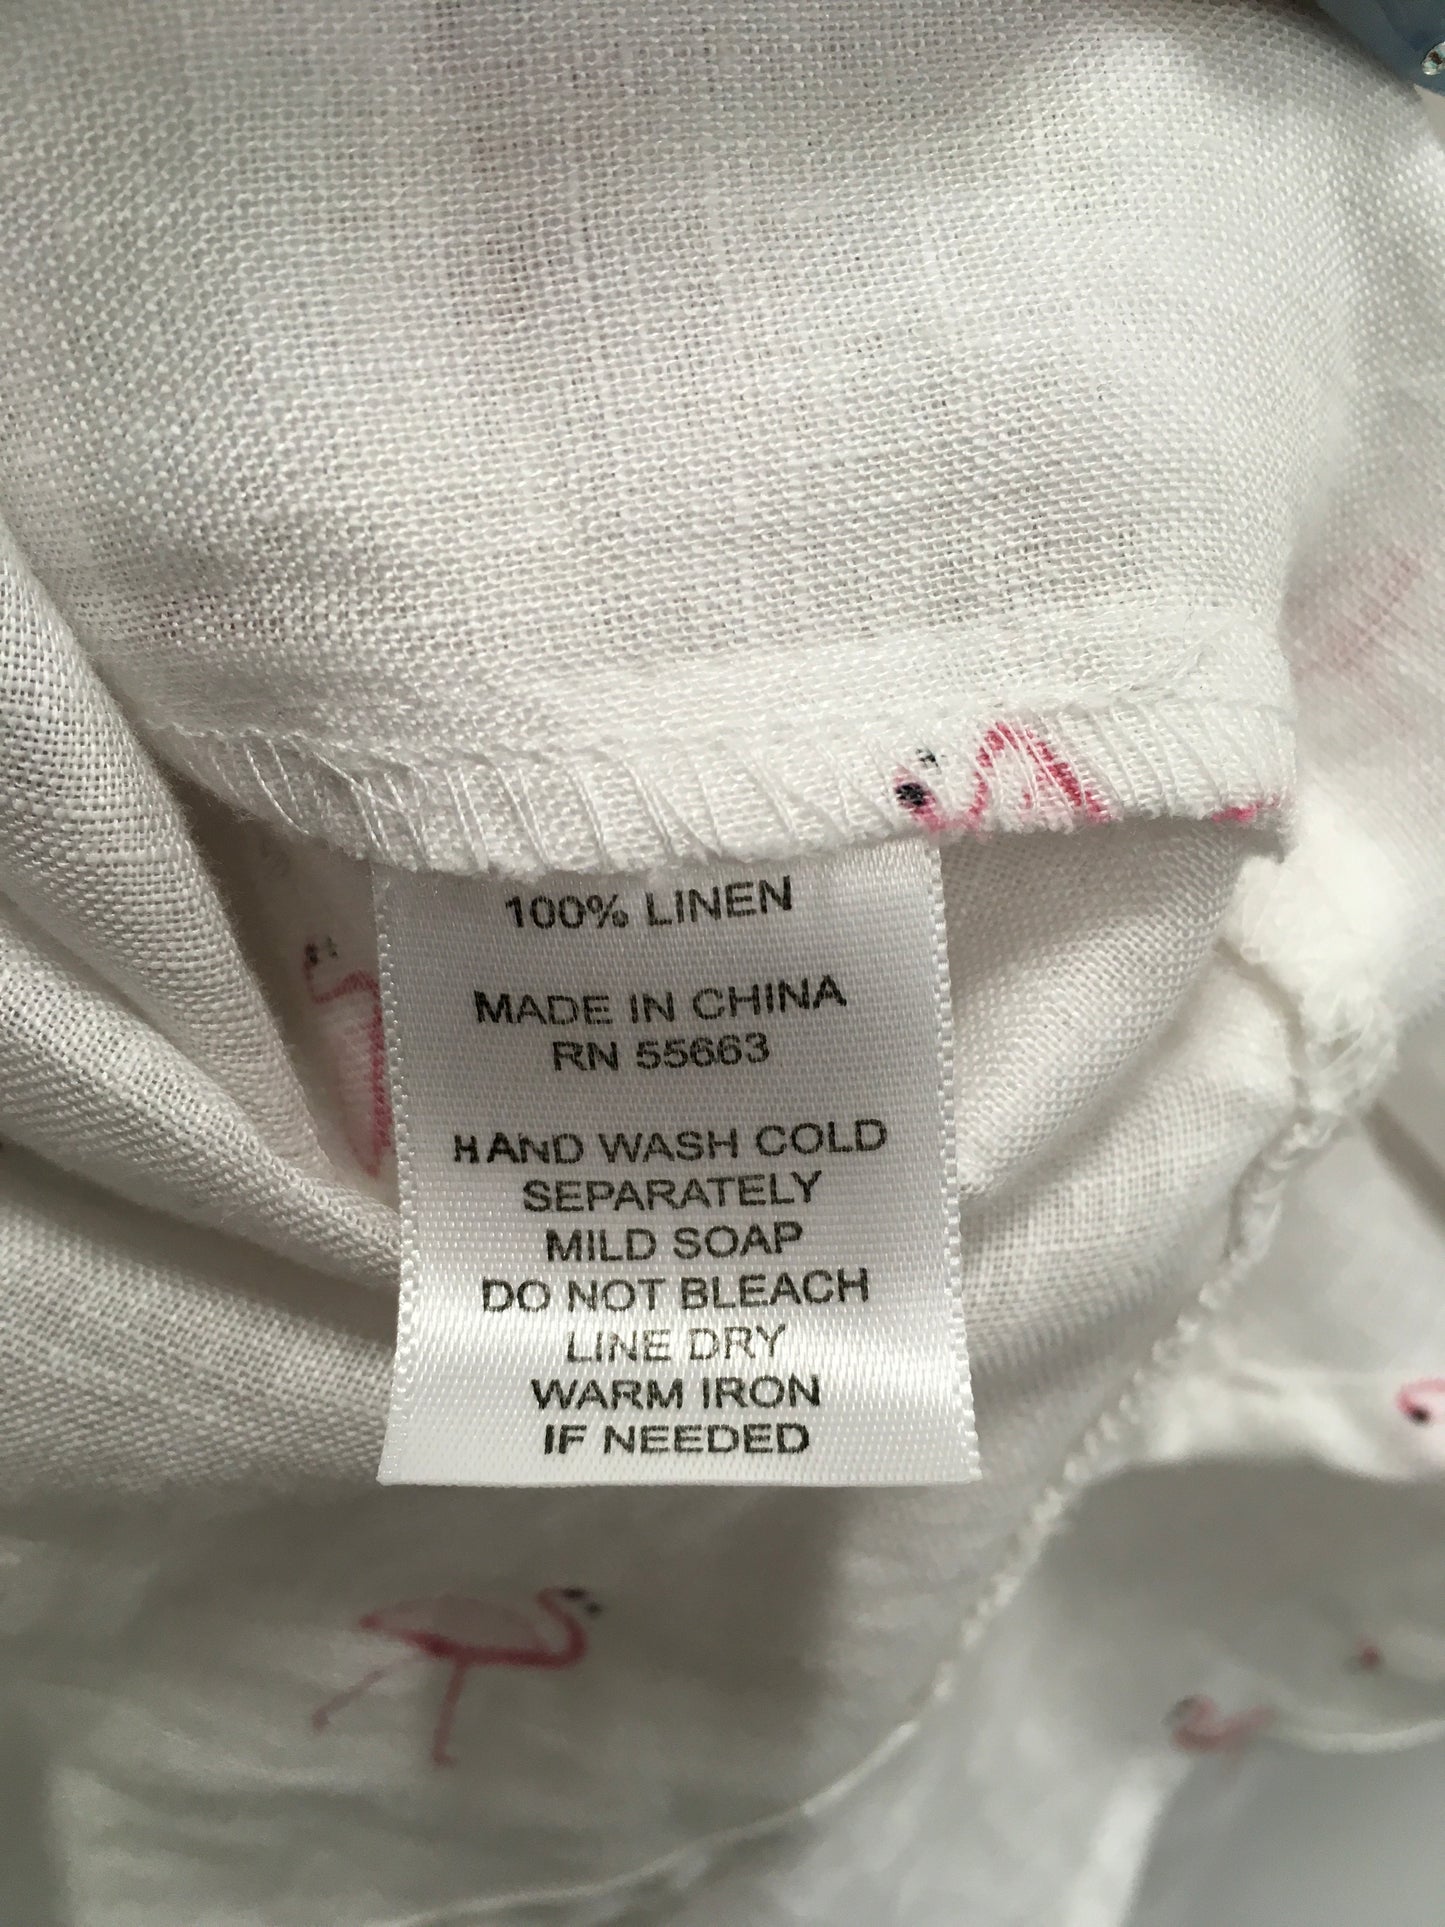 100% LINEN
MADE IN CHINA
RN 55663
HAND WASH COLD
SEPARATELY
MILD SOAP
DO NOT BLEACH
LINE DRY
WARM IRON
IF NEEDED